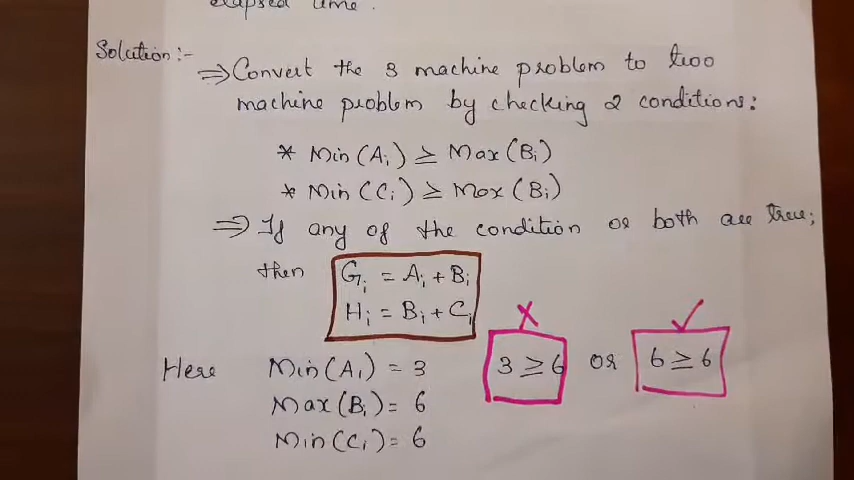 elapsed time.
Solution:-
⇒ Convert the 3 machine problem to two
machine problem by checking 2 conditions:
* Min(Ai) ≥ Max(Bi)
* Min(Ci) ≥ Max(Bi)
⇒ If any of the condition or both are true;
then Gi = Ai + Bi
Hi = Bi + Ci
Here Min(Ai) = 3 3 ≥ 6 or 6 ≥ 6
Max(Bi) = 6
Min(Ci) = 6